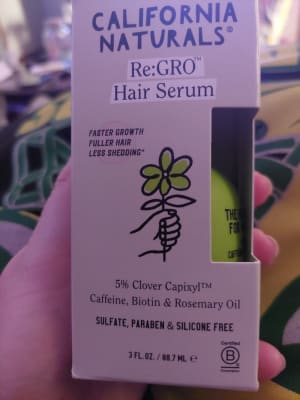 CALIFORNIA
NATURALS®
Re:GRO™
Hair Serum
FASTER GROWTH
FULLER HAIR
LESS SHEDDING*
5% Clover Capixyl™
Caffeine, Biotin & Rosemary Oil
SULFATE, PARABEN & SILICONE FREE
3 FL.OZ. / 88.7 ML ℮
Certified
B
Corporation